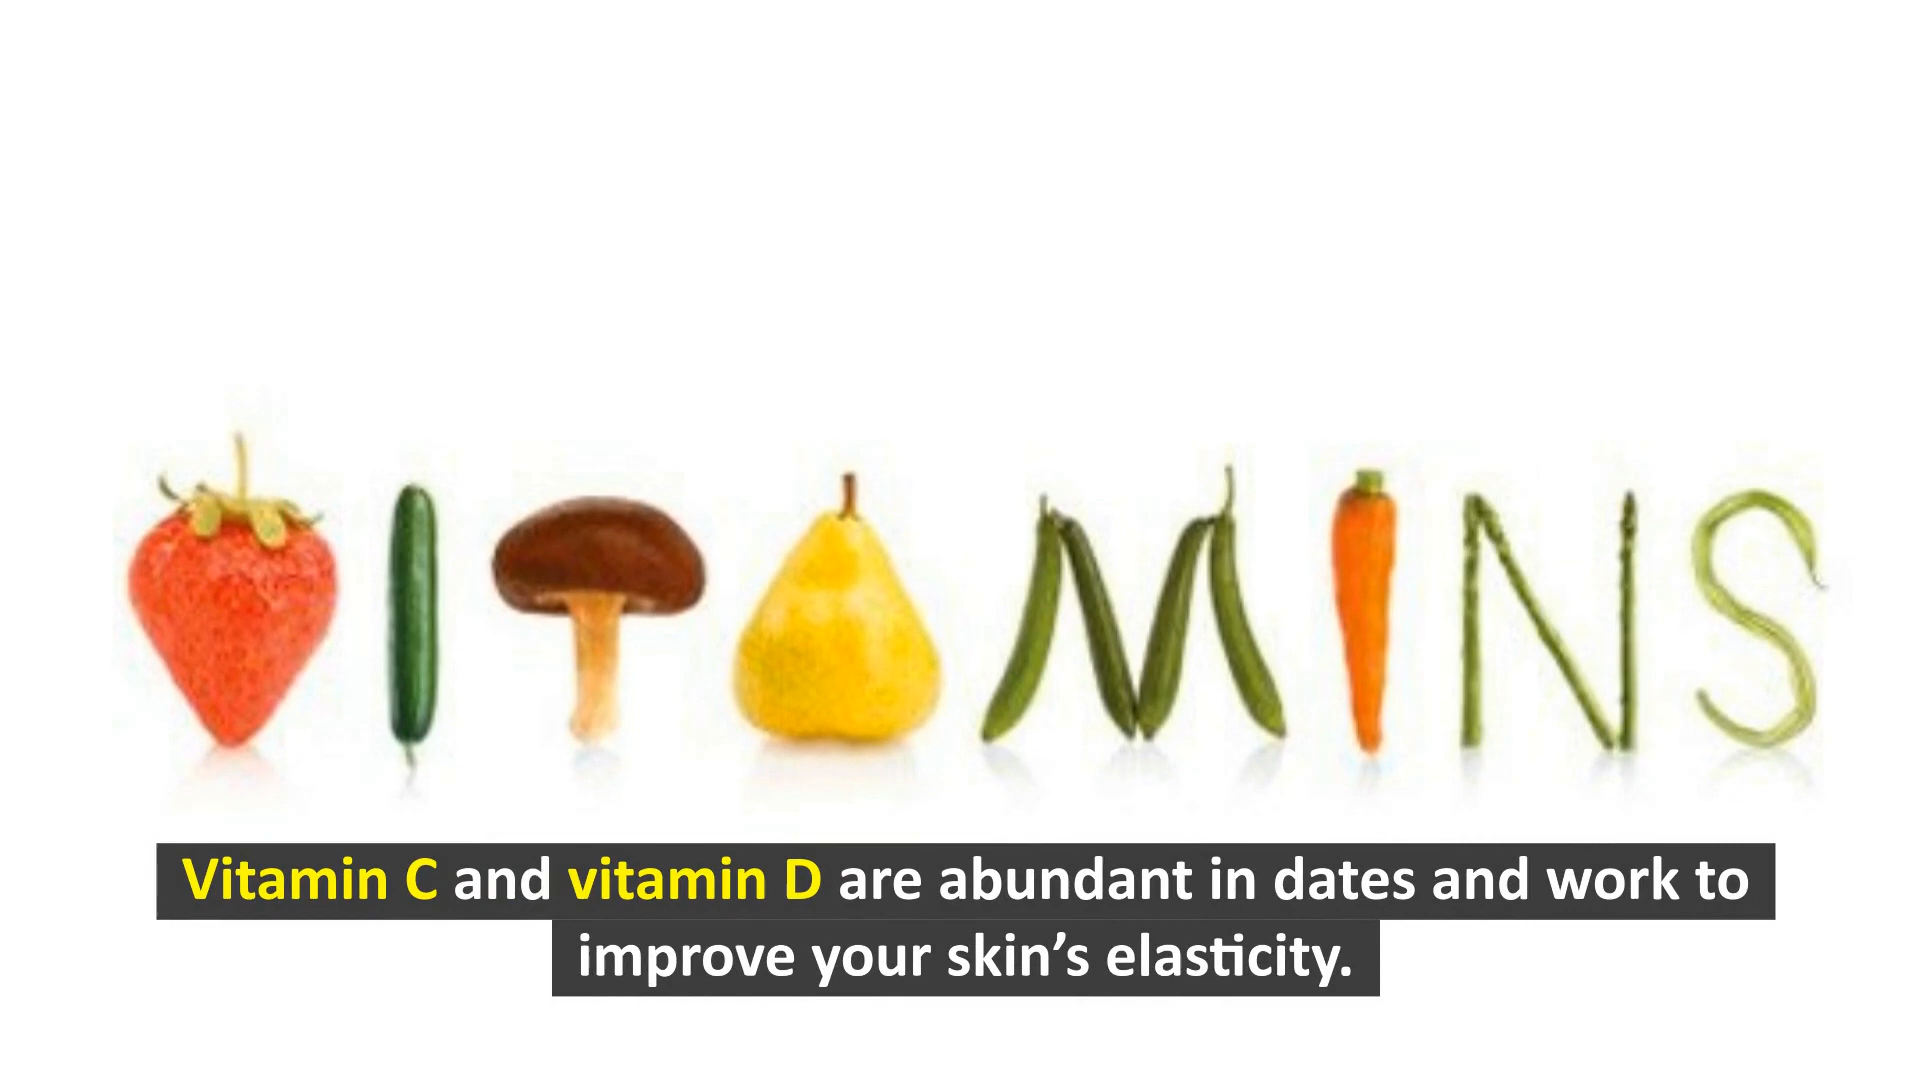 VITAMINS
Vitamin C and vitamin D are abundant in dates and work to
improve your skin’s elasticity.